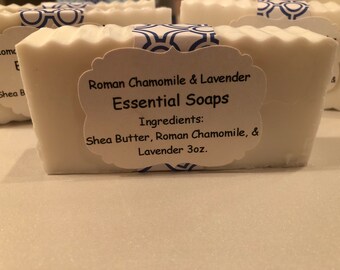 Roman Chamomile & Lavender
Essential Soaps
Ingredients:
Shea Butter, Roman Chamomile, &
Lavender 3oz.